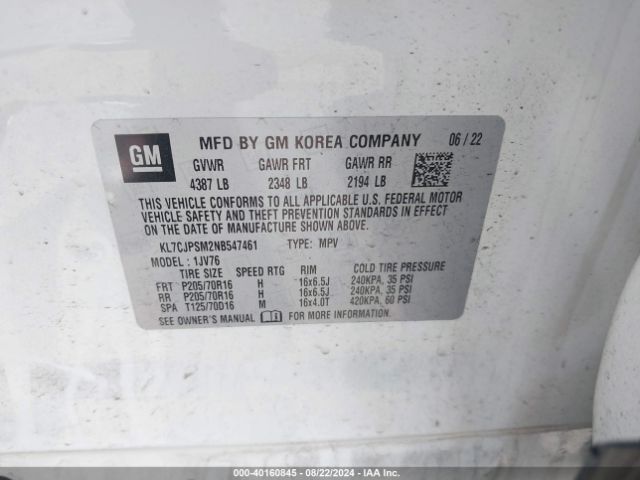 GM
MFD BY GM KOREA COMPANY 06 / 22
GVWR GAWR FRT GAWR RR
4387 LB 2348 LB 2194 LB
THIS VEHICLE CONFORMS TO ALL APPLICABLE U.S. FEDERAL MOTOR
VEHICLE SAFETY AND THEFT PREVENTION STANDARDS IN EFFECT
ON THE DATE OF MANUFACTURE SHOWN ABOVE.
KL7CJPSM2NB547461 TYPE: MPV
MODEL : 1JV76
TIRE SIZE SPEED RTG RIM COLD TIRE PRESSURE
FRT P205/70R16 H 16x6.5J 240KPA, 35 PSI
RR P205/70R16 H 16x6.5J 240KPA, 35 PSI
SPA T125/70D16 M 16x4.0T 420KPA, 60 PSI
SEE OWNER'S MANUAL FOR MORE INFORMATION.
000-40160845 - 08/22/2024 - IAA Inc.